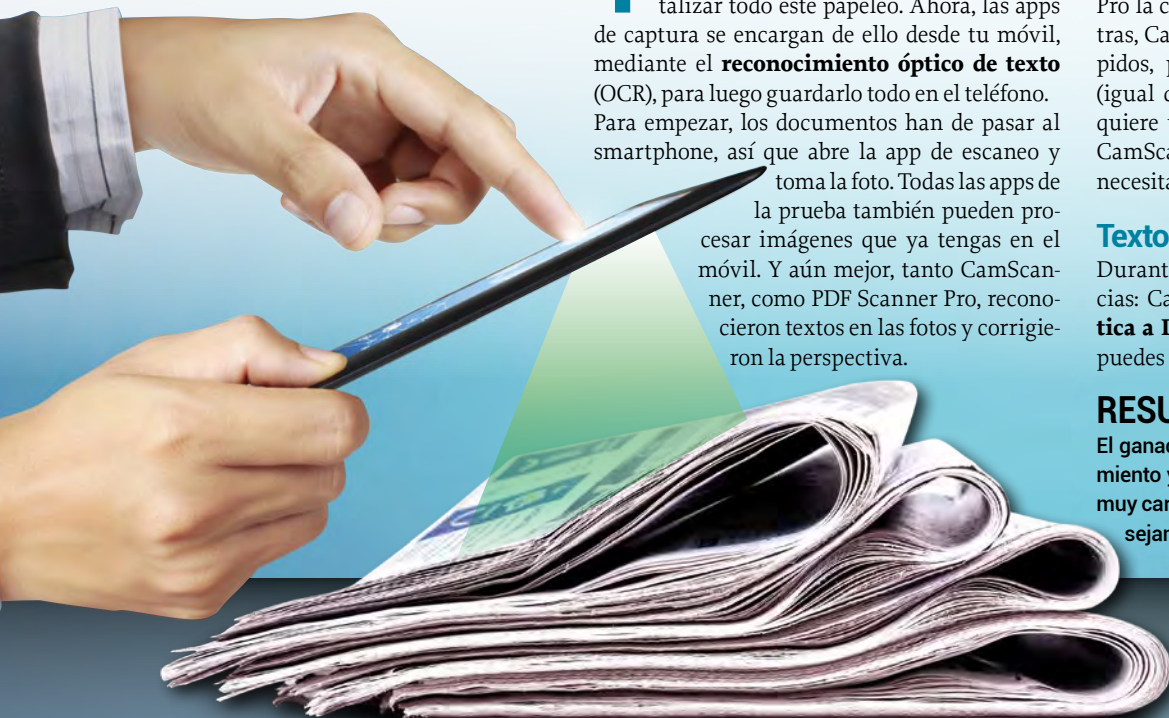 talizar todo este papeleo. Ahora, las apps
de captura se encargan de ello desde tu móvil,
mediante el reconocimiento óptico de texto
(OCR), para luego guardarlo todo en el teléfono.
Para empezar, los documentos han de pasar al
smartphone, así que abre la app de escaneo y
toma la foto. Todas las apps de
la prueba también pueden pro-
cesar imágenes que ya tengas en el
móvil. Y aún mejor, tanto CamScan-
ner, como PDF Scanner Pro, recono-
cieron textos en las fotos y corrigie-
ron la perspectiva.
Pro la c
tras, Ca
pidos, p
(igual
quiere
CamSca
necesita
Texto
Durant
cias: Ca
tica a
puedes
RESU
El ganad
miento y
muy car
sejan